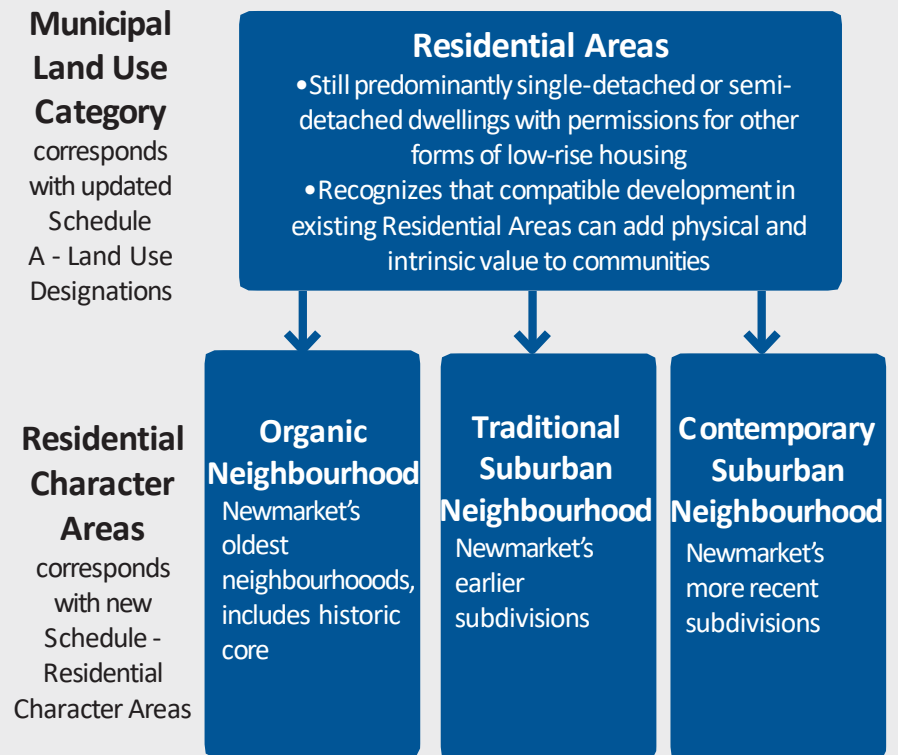 Municipal
Land Use
Category
corresponds
with updated
Schedule
A - Land Use
Designations
Residential Areas
•Still predominantly single-detached or semi-
detached dwellings with permissions for other
forms of low-rise housing
•Recognizes that compatible development in
existing Residential Areas can add physical and
intrinsic value to communities
Residential
Character
Areas
corresponds
with new
Schedule -
Residential
Character Areas
Organic
Neighbourhood
Newmarket's
oldest
neighbourhooods,
includes historic
core
Traditional
Suburban
Neighbourhood
Newmarket's
earlier
subdivisions
Contemporary
Suburban
Neighbourhood
Newmarket's
more recent
subdivisions